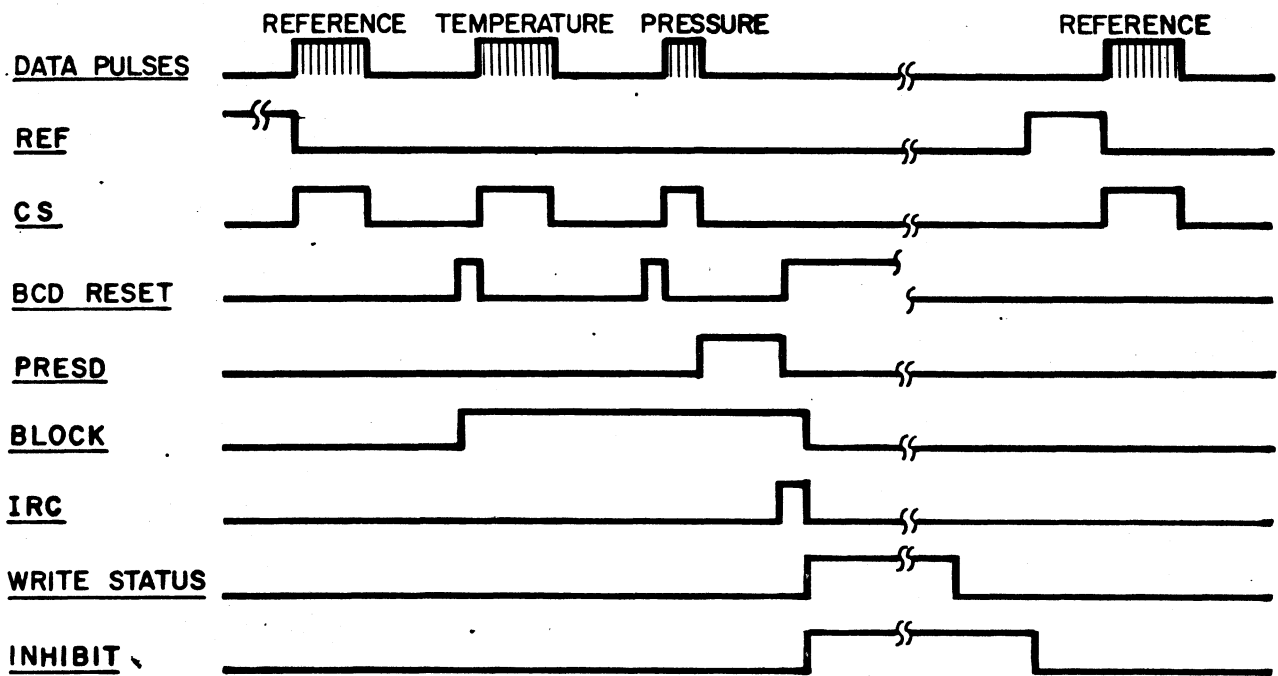 REFERENCE TEMPERATURE PRESSURE REFERENCE
DATA PULSES
REF
CS
BCD RESET
PRESD
BLOCK
IRC
WRITE STATUS
INHIBIT